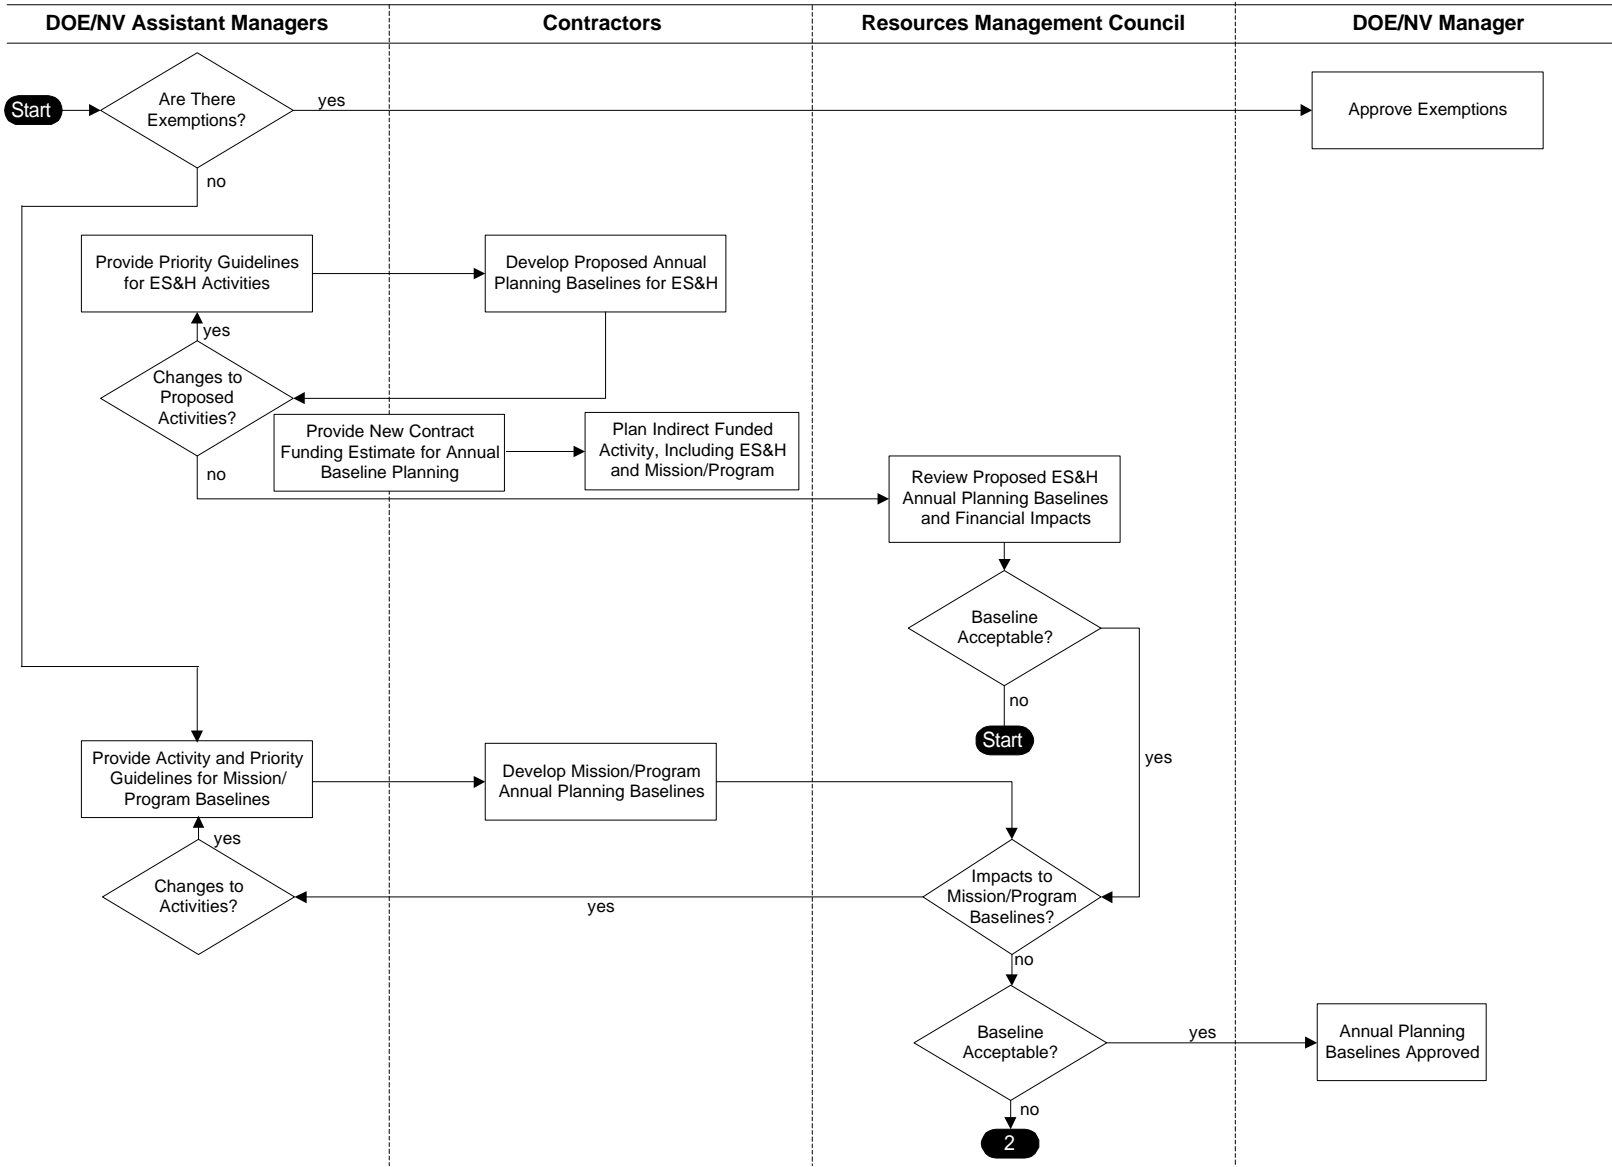 DOE/NV Assistant Managers
Contractors
Resources Management Council
DOE/NV Manager
Start
Are There
Exemptions?
yes
Approve Exemptions
no
Provide Priority Guidelines
for ES&H Activities
Develop Proposed Annual
Planning Baselines for ES&H
yes
Changes to
Proposed
Activities?
no
Provide New Contract
Funding Estimate for Annual
Baseline Planning
Plan Indirect Funded
Activity, Including ES&H
and Mission/Program
Review Proposed ES&H
Annual Planning Baselines
and Financial Impacts
Baseline
Acceptable?
no
Start
yes
Provide Activity and Priority
Guidelines for Mission/
Program Baselines
Develop Mission/Program
Annual Planning Baselines
yes
Changes to
Activities?
yes
Impacts to
Mission/Program
Baselines?
no
Baseline
Acceptable?
yes
Annual Planning
Baselines Approved
no
2